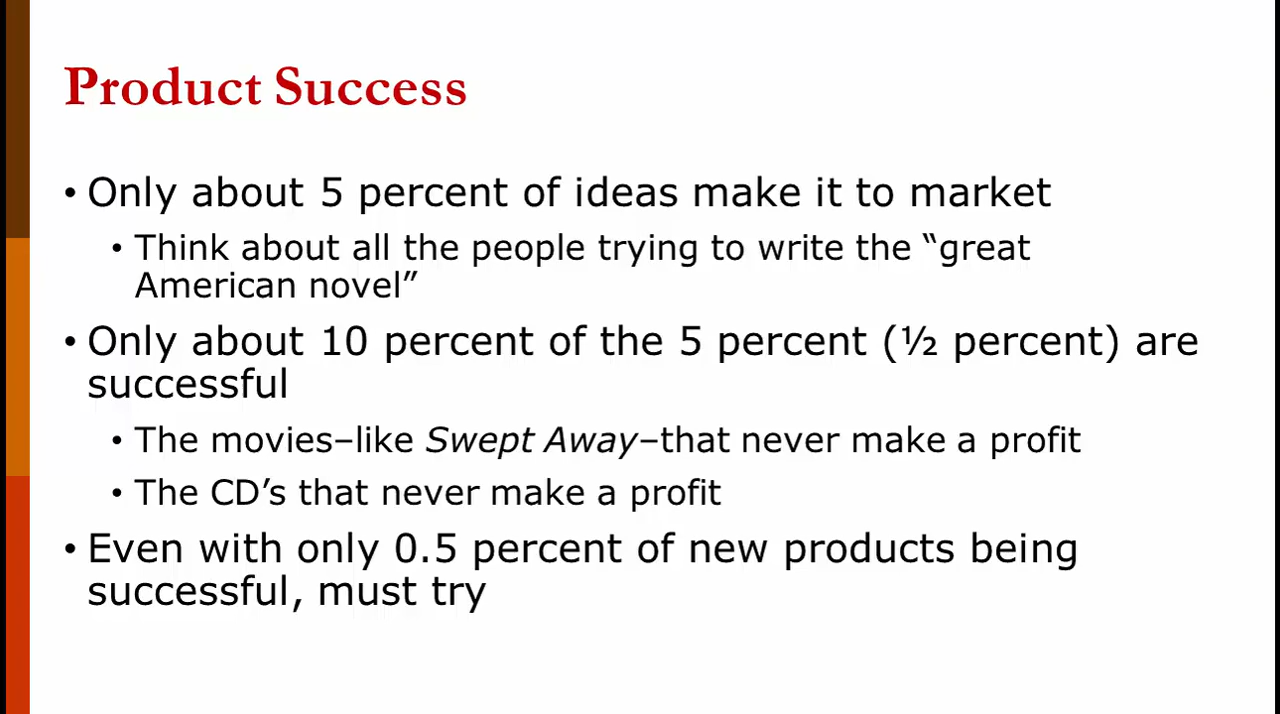 Product Success
• Only about 5 percent of ideas make it to market
• Think about all the people trying to write the “great
American novel”
• Only about 10 percent of the 5 percent (½ percent) are
successful
• The movies–like Swept Away–that never make a profit
• The CD’s that never make a profit
• Even with only 0.5 percent of new products being
successful, must try